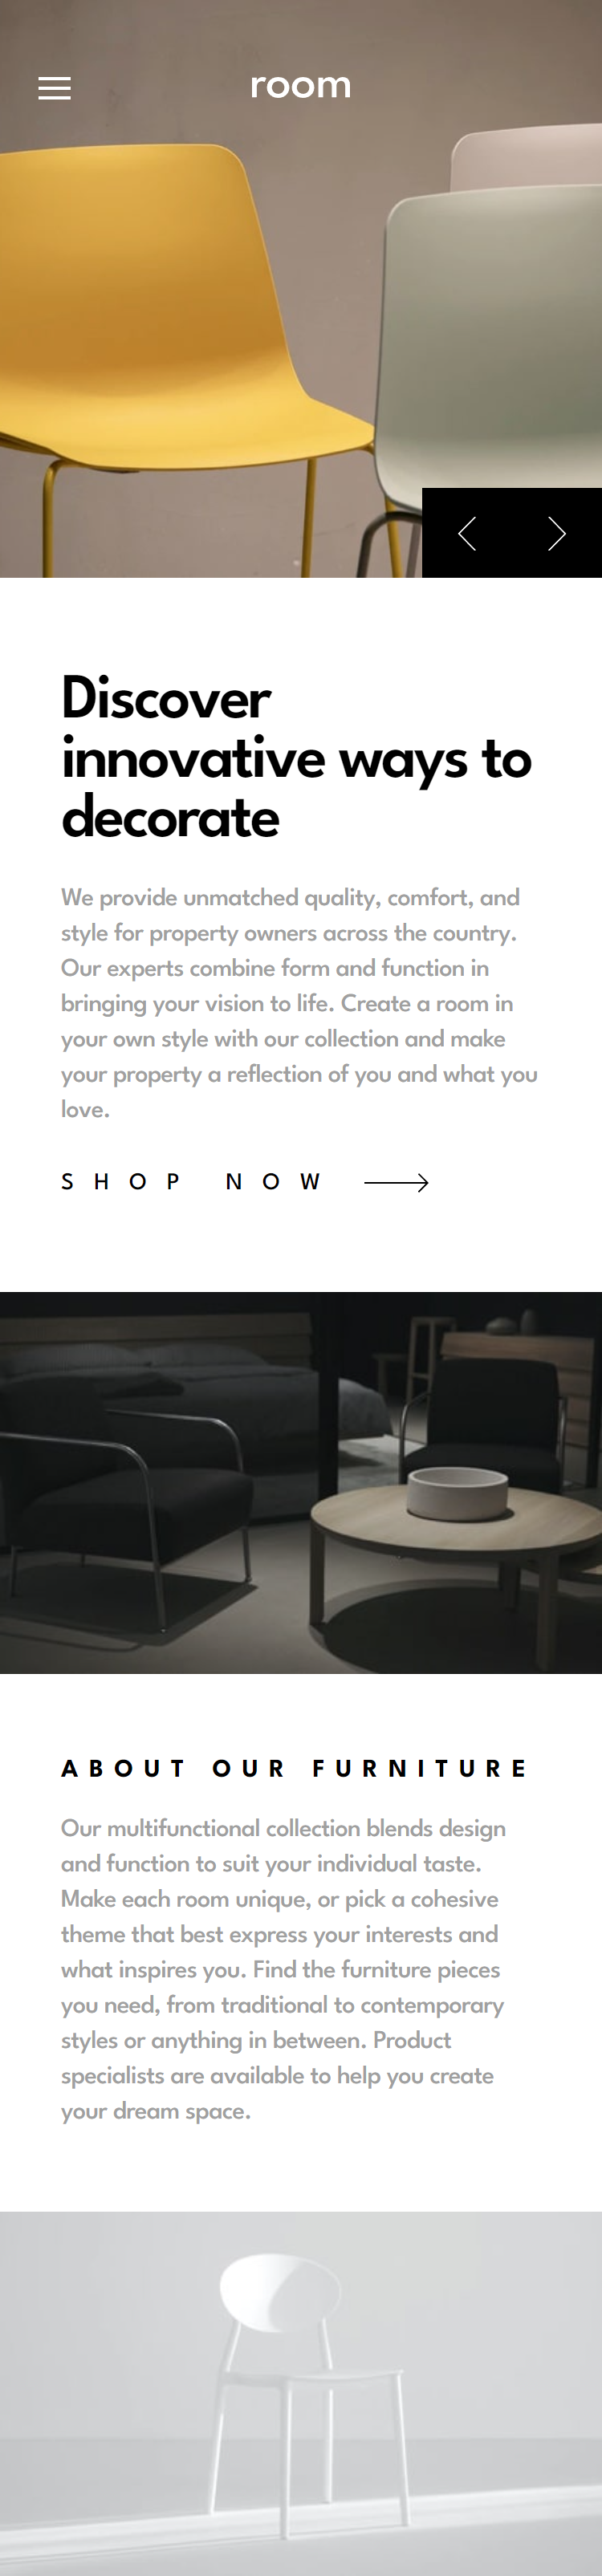 room
Discover
innovative ways to
decorate
We provide unmatched quality, comfort, and
style for property owners across the country.
Our experts combine form and function in
bringing your vision to life. Create a room in
your own style with our collection and make
your property a reflection of you and what you
love.
SHOP NOW
ABOUT OUR FURNITURE
Our multifunctional collection blends design
and function to suit your individual taste.
Make each room unique, or pick a cohesive
theme that best express your interests and
what inspires you. Find the furniture pieces
you need, from traditional to contemporary
styles or anything in between. Product
specialists are available to help you create
your dream space.